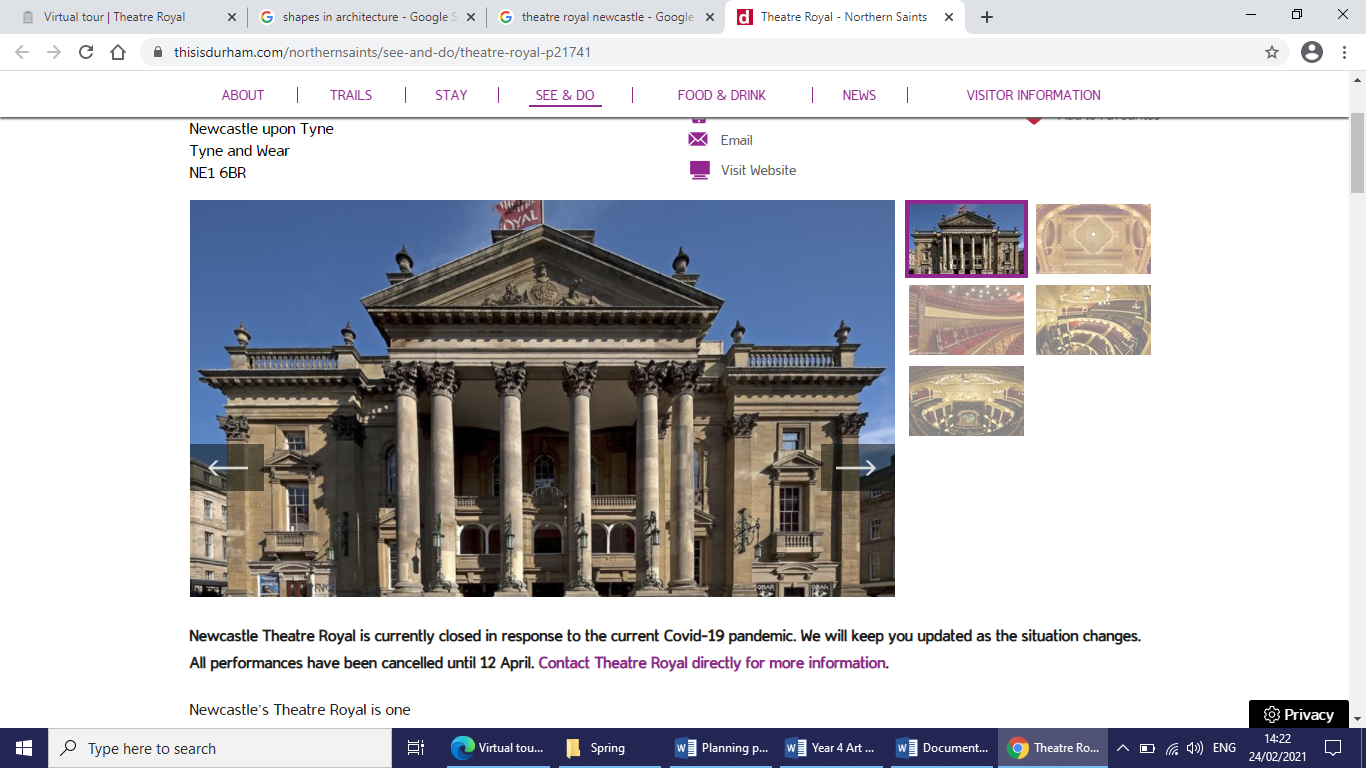 Virtual tour | Theatre Royal
shapes in architecture - Google S
theatre royal newcastle - Google
Theatre Royal - Northern Saints
thisisdurham.com/northernsaints/see-and-do/theatre-royal-p21741
ABOUT | TRAILS | STAY | SEE & DO | FOOD & DRINK | NEWS | VISITOR INFORMATION
Add to Favourites
Newcastle upon Tyne
Tyne and Wear
NE1 6BR
Email
Visit Website
ROYAL
Newcastle Theatre Royal is currently closed in response to the current Covid-19 pandemic. We will keep you updated as the situation changes.
All performances have been cancelled until 12 April. Contact Theatre Royal directly for more information.
Newcastle's Theatre Royal is one
Privacy
Type here to search
Virtual tou...
Spring
Planning p...
Year 4 Art ...
Document...
Theatre Ro...
ENG
14:22
24/02/2021